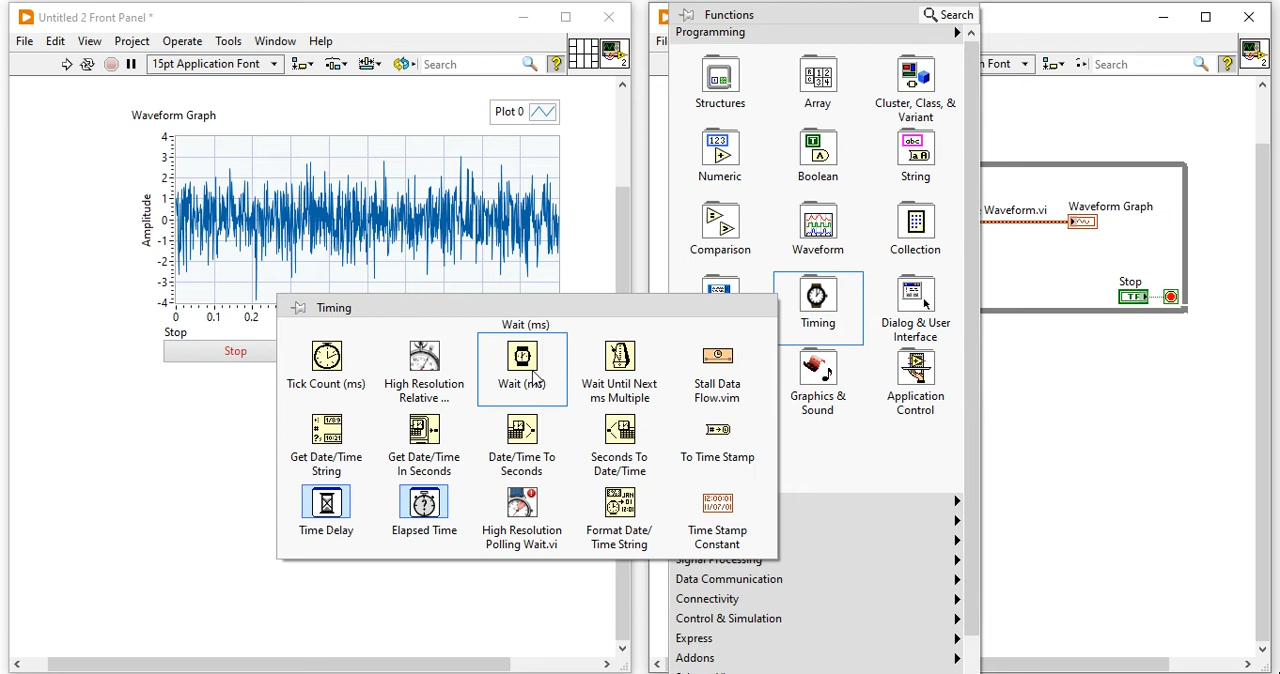 Untitled 2 Front Panel *
File Edit View Project Operate Tools Window Help
15pt Application Font
Search
Waveform Graph
Plot 0
Amplitude
4
3
2
1
0
-1
-2
-3
-4
0 0.1 0.2
Stop
Stop
Timing
Wait (ms)
Tick Count (ms)
High Resolution
Relative ...
Wait (ms)
Wait Until Next
ms Multiple
Stall Data
Flow.vim
Get Date/Time
String
Get Date/Time
In Seconds
Date/Time To
Seconds
Seconds To
Date/Time
To Time Stamp
Time Delay
Elapsed Time
High Resolution
Polling Wait.vi
Format Date/
Time String
Time Stamp
Constant
Functions
Search
Programming
Structures
Array
Cluster, Class, &
Variant
Numeric
Boolean
String
Comparison
Waveform
Collection
Timing
Dialog & User
Interface
Graphics &
Sound
Application
Control
Signal Processing
Data Communication
Connectivity
Control & Simulation
Express
Addons
Font
Search
Waveform.vi
Waveform Graph
Stop
TF